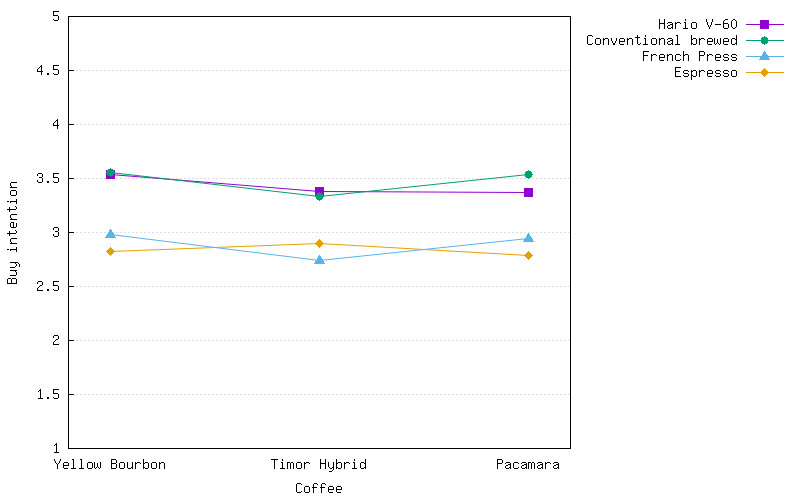 Hario V-60
Conventional brewed
French Press
Espresso
5
4.5
4
3.5
3
2.5
2
1.5
1
Buy intention
Yellow Bourbon
Timor Hybrid
Pacamara
Coffee